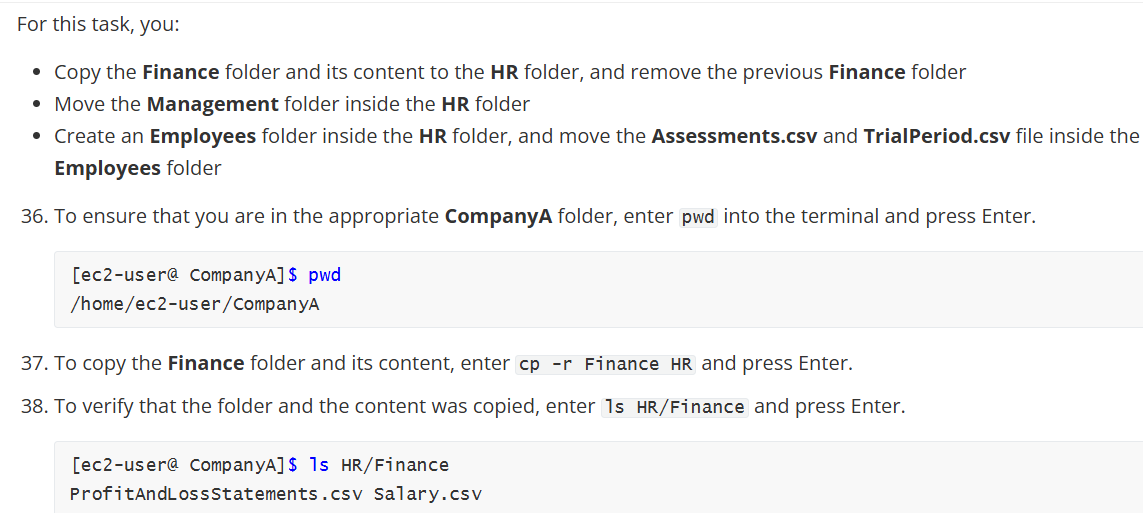 For this task, you:
• Copy the Finance folder and its content to the HR folder, and remove the previous Finance folder
• Move the Management folder inside the HR folder
• Create an Employees folder inside the HR folder, and move the Assessments.csv and TrialPeriod.csv file inside the
Employees folder
36. To ensure that you are in the appropriate CompanyA folder, enter pwd into the terminal and press Enter.
[ec2-user@ CompanyA]$ pwd
/home/ec2-user/CompanyA
37. To copy the Finance folder and its content, enter cp -r Finance HR and press Enter.
38. To verify that the folder and the content was copied, enter ls HR/Finance and press Enter.
[ec2-user@ CompanyA]$ ls HR/Finance
ProfitAndLossStatements.csv Salary.csv